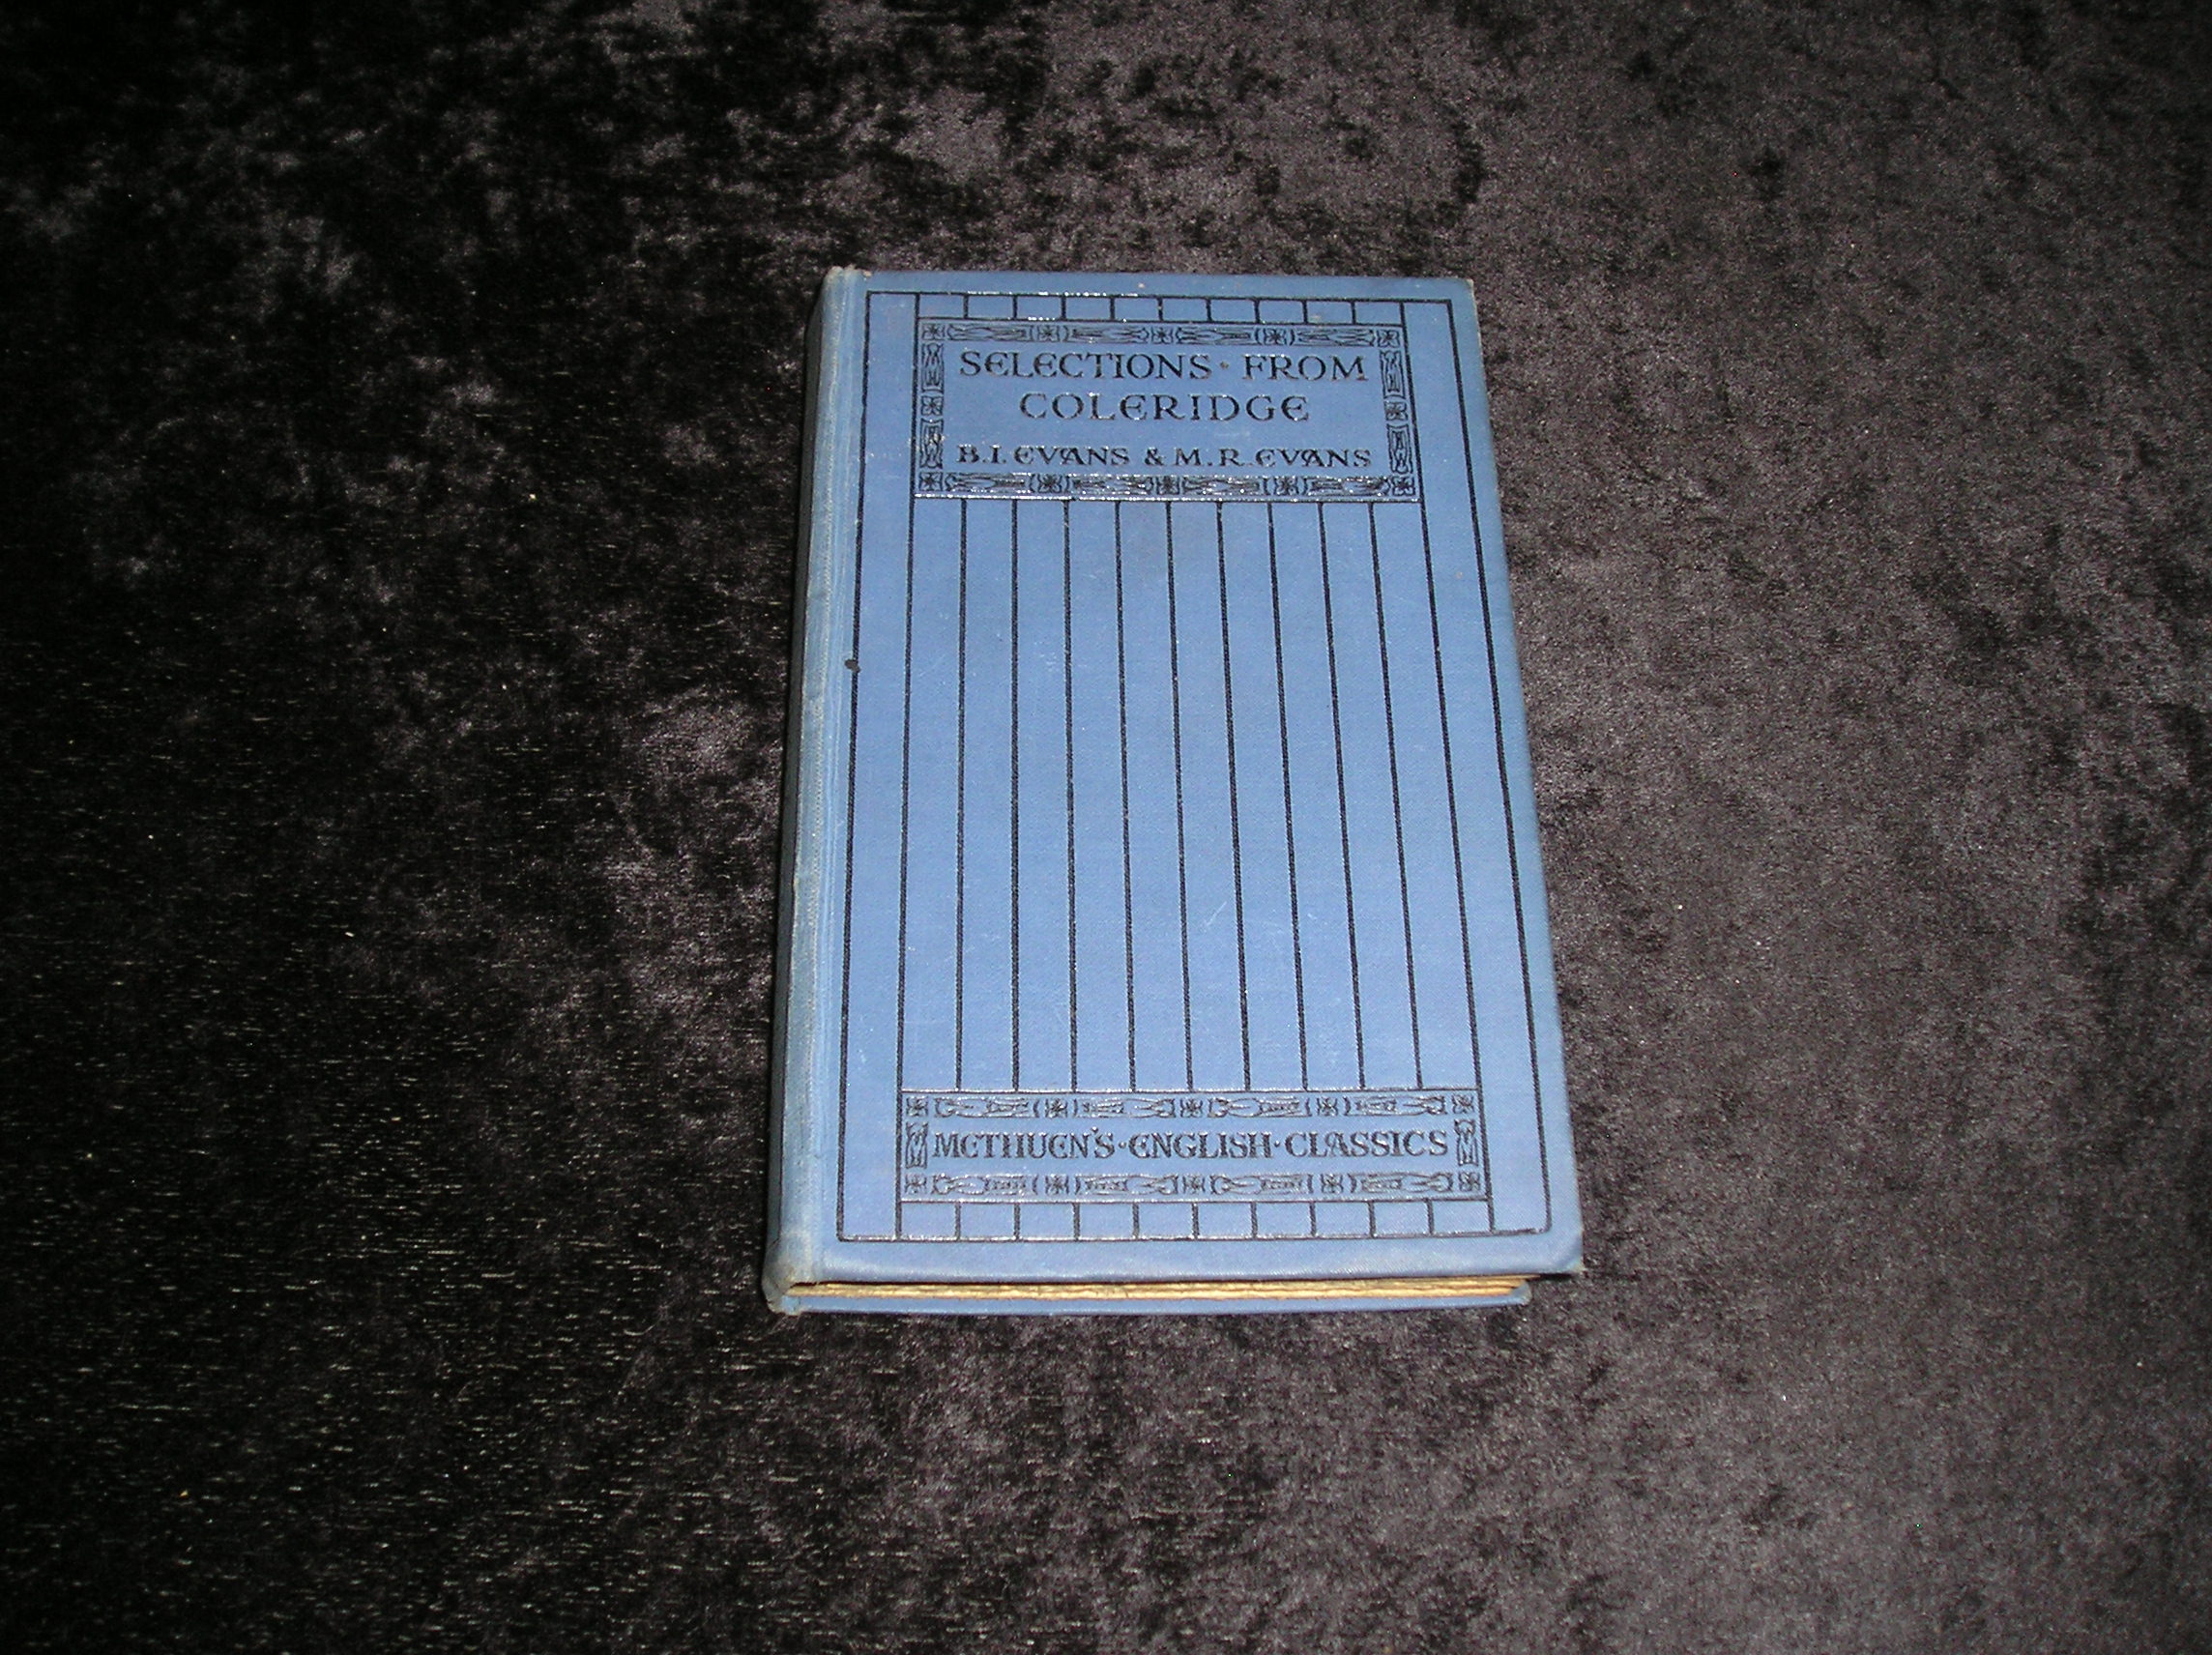 SELECTIONS · FROM
COLERIDGE
B.I. EVANS & M.R. EVANS
METHUEN'S · ENGLISH · CLASSICS